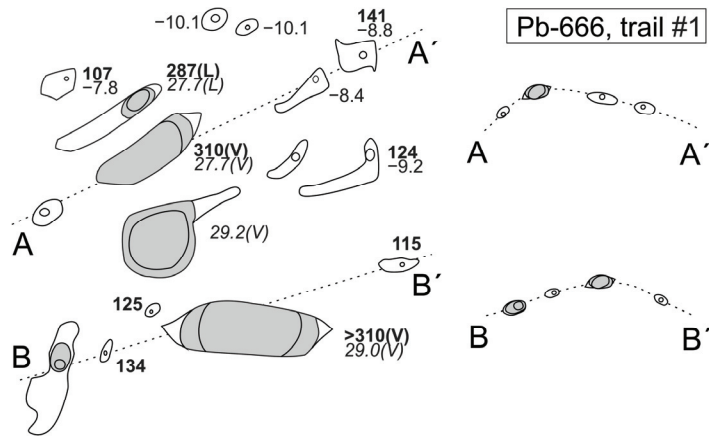 −10.1
−10.1
141
−8.8
A´
Pb-666, trail #1
107
−7.8
287(L)
27.7(L)
−8.4
310(V)
27.7(V)
124
−9.2
A
A´
A
29.2(V)
115
B´
125
B
134
>310(V)
29.0(V)
B
B´